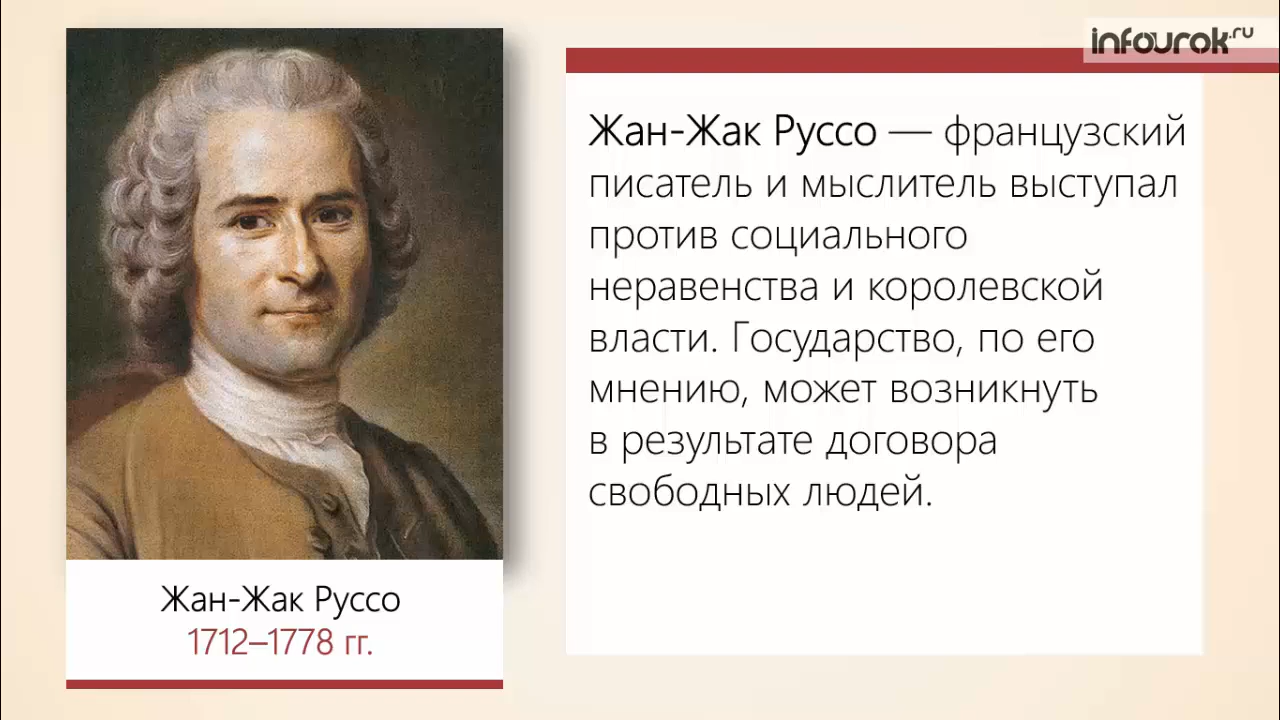 infourok.ru
Жан-Жак Руссо — французский
писатель и мыслитель выступал
против социального
неравенства и королевской
власти. Государство, по его
мнению, может возникнуть
в результате договора
свободных людей.
Жан-Жак Руссо
1712–1778 гг.